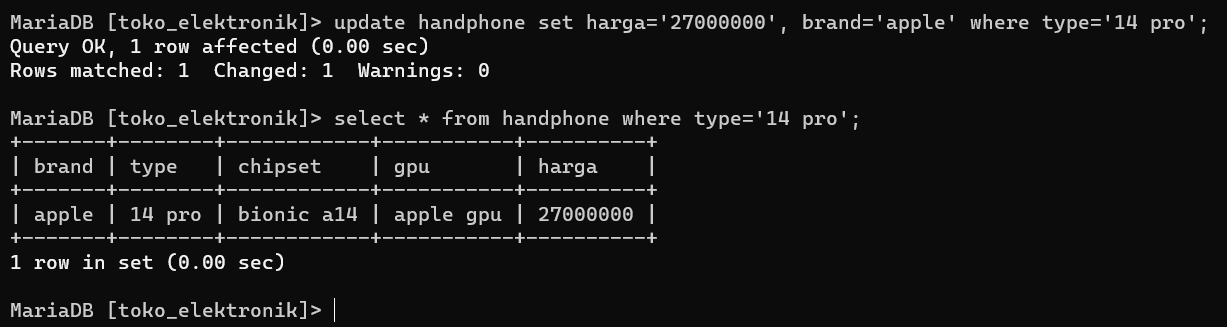 MariaDB [toko_elektronik]> update handphone set harga='27000000', brand='apple' where type='14 pro';
Query OK, 1 row affected (0.00 sec)
Rows matched: 1  Changed: 1  Warnings: 0
MariaDB [toko_elektronik]> select * from handphone where type='14 pro';
+-------+--------+------------+-----------+----------+
| brand | type   | chipset    | gpu       | harga    |
+-------+--------+------------+-----------+----------+
| apple | 14 pro | bionic a14 | apple gpu | 27000000 |
+-------+--------+------------+-----------+----------+
1 row in set (0.00 sec)
MariaDB [toko_elektronik]>